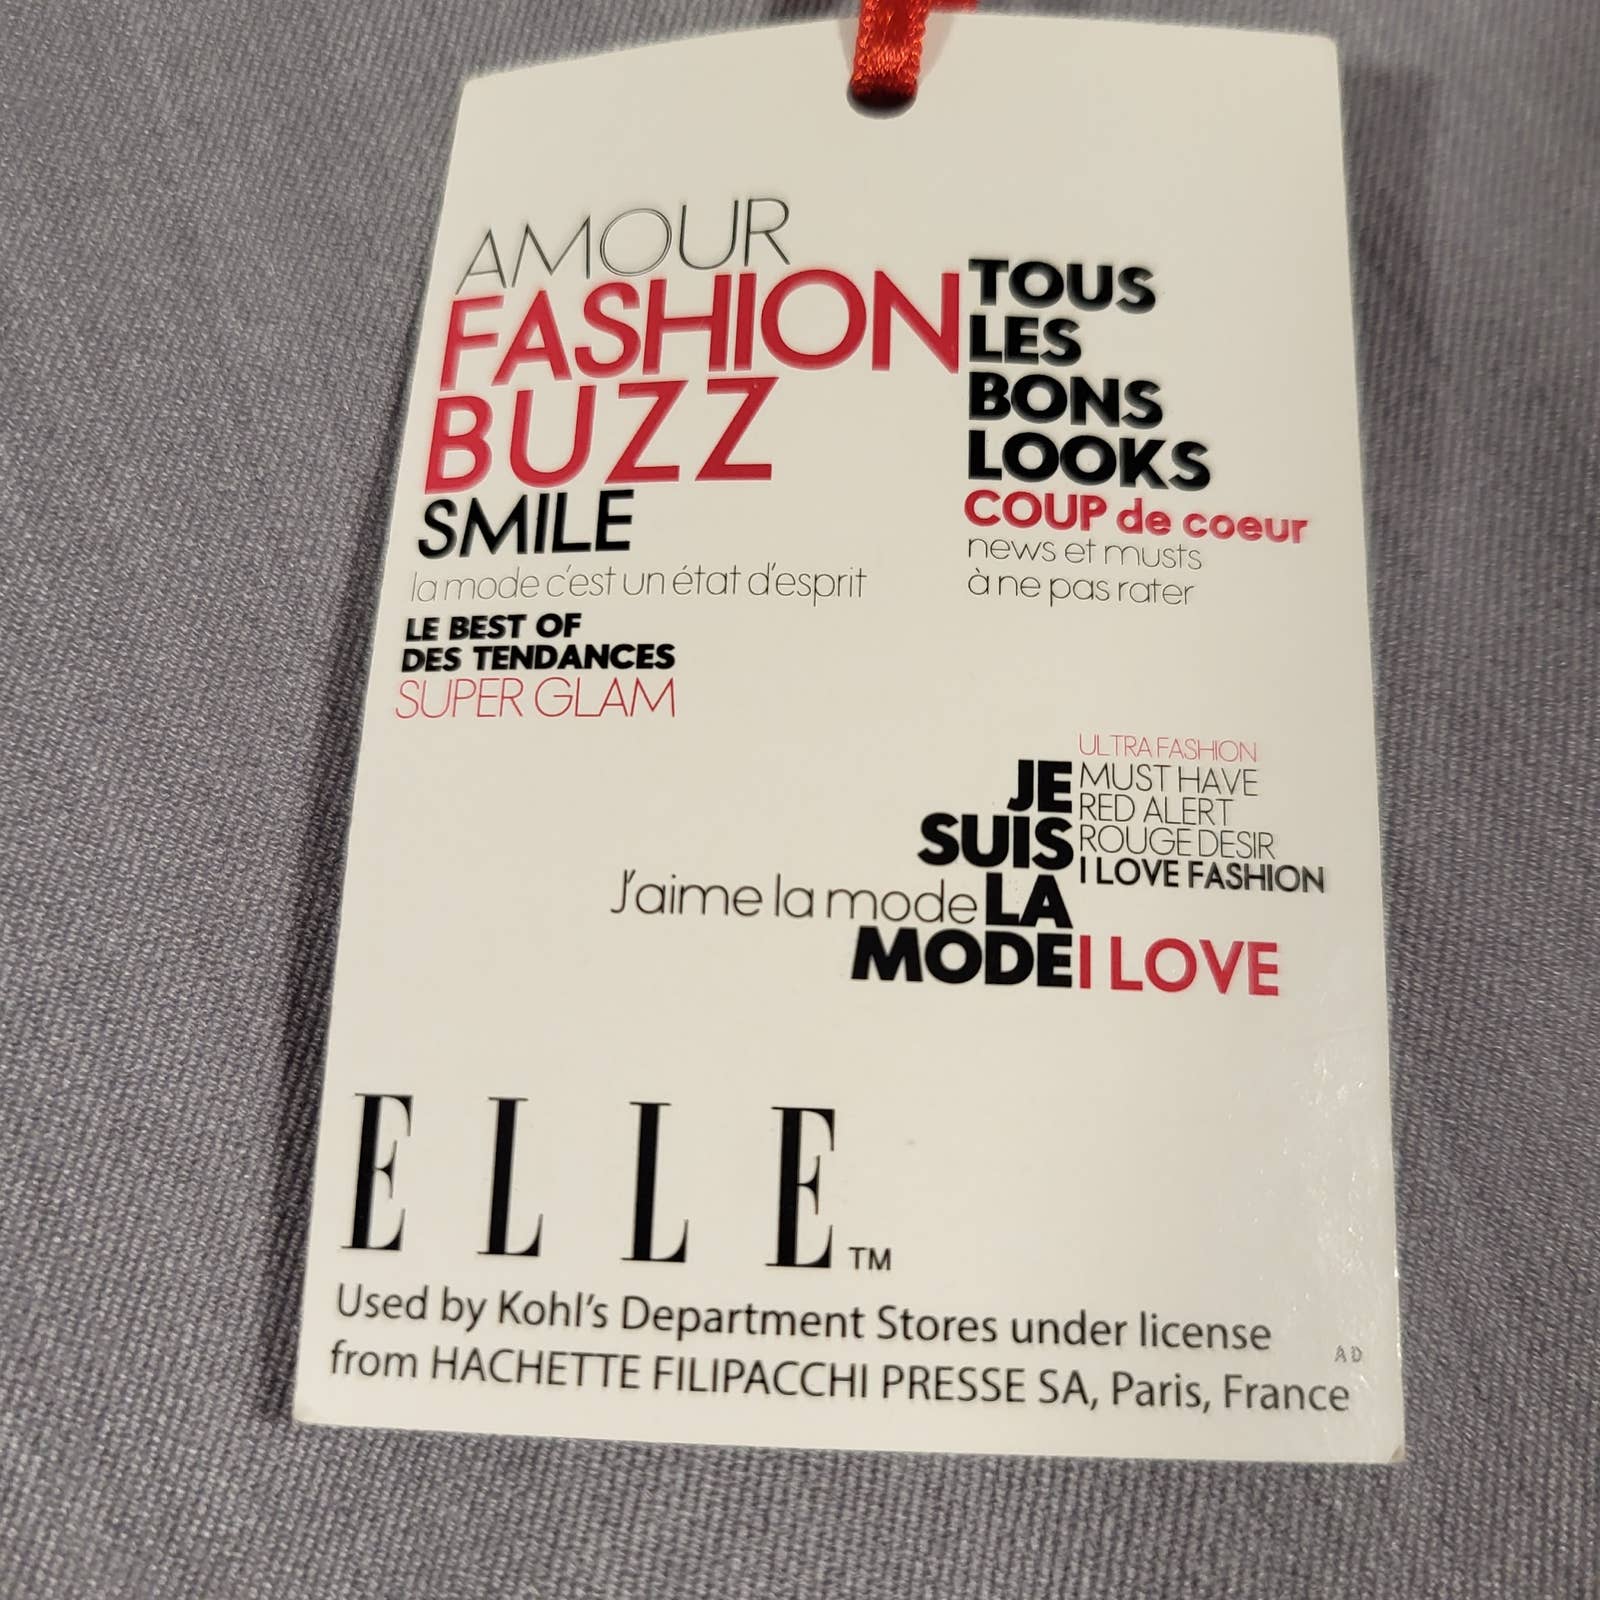 AMOUR
FASHION
BUZZ
SMILE
la mode c'est un état d'esprit
LE BEST OF
DES TENDANCES
SUPER GLAM
TOUS
LES
BONS
LOOKS
COUP de coeur
news et musts
à ne pas rater
ULTRA FASHION
MUST HAVE
RED ALERT
ROUGE DESIR
I LOVE FASHION
JE
SUIS
J'aime la mode LA
MODE I LOVE
ELLE TM
Used by Kohl's Department Stores under license
from HACHETTE FILIPACCHI PRESSE SA, Paris, France
AD